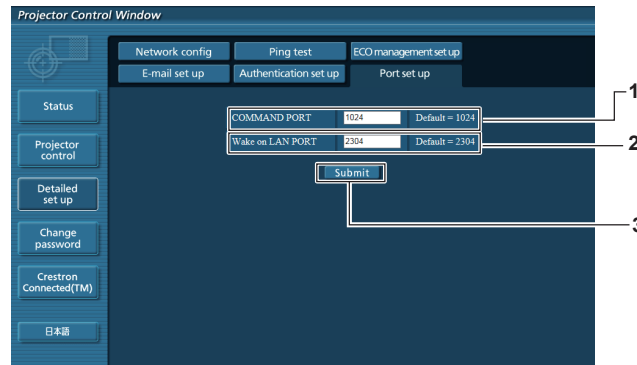 Projector Control Window
Network config
Ping test
ECO management set up
E-mail set up
Authentication set up
Port set up
Status
Projector
control
Detailed
set up
Change
password
Crestron
Connected(TM)
日本語
COMMAND PORT 1024 Default = 1024
1
Wake on LAN PORT 2304 Default = 2304
2
Submit
3